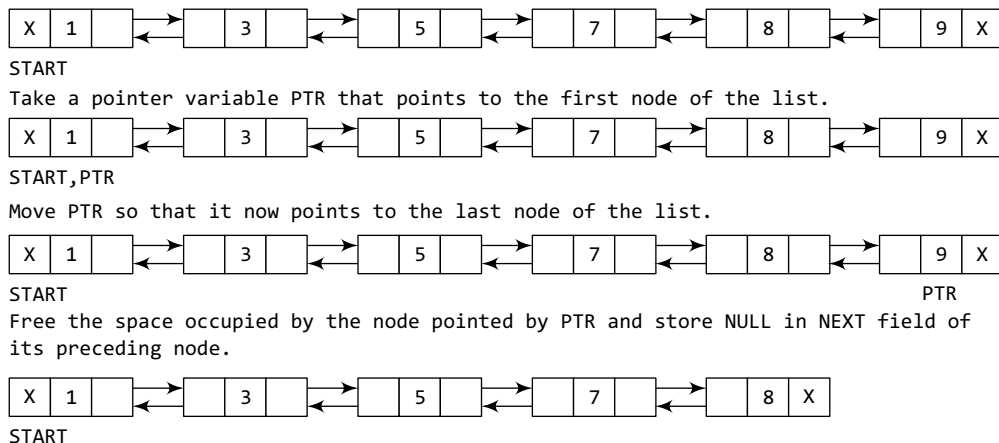 X 1 3 5 7 8 9 X
START
Take a pointer variable PTR that points to the first node of the list.
X 1 3 5 7 8 9 X
START,PTR
Move PTR so that it now points to the last node of the list.
X 1 3 5 7 8 9 X
START PTR
Free the space occupied by the node pointed by PTR and store NULL in NEXT field of
its preceding node.
X 1 3 5 7 8 X
START